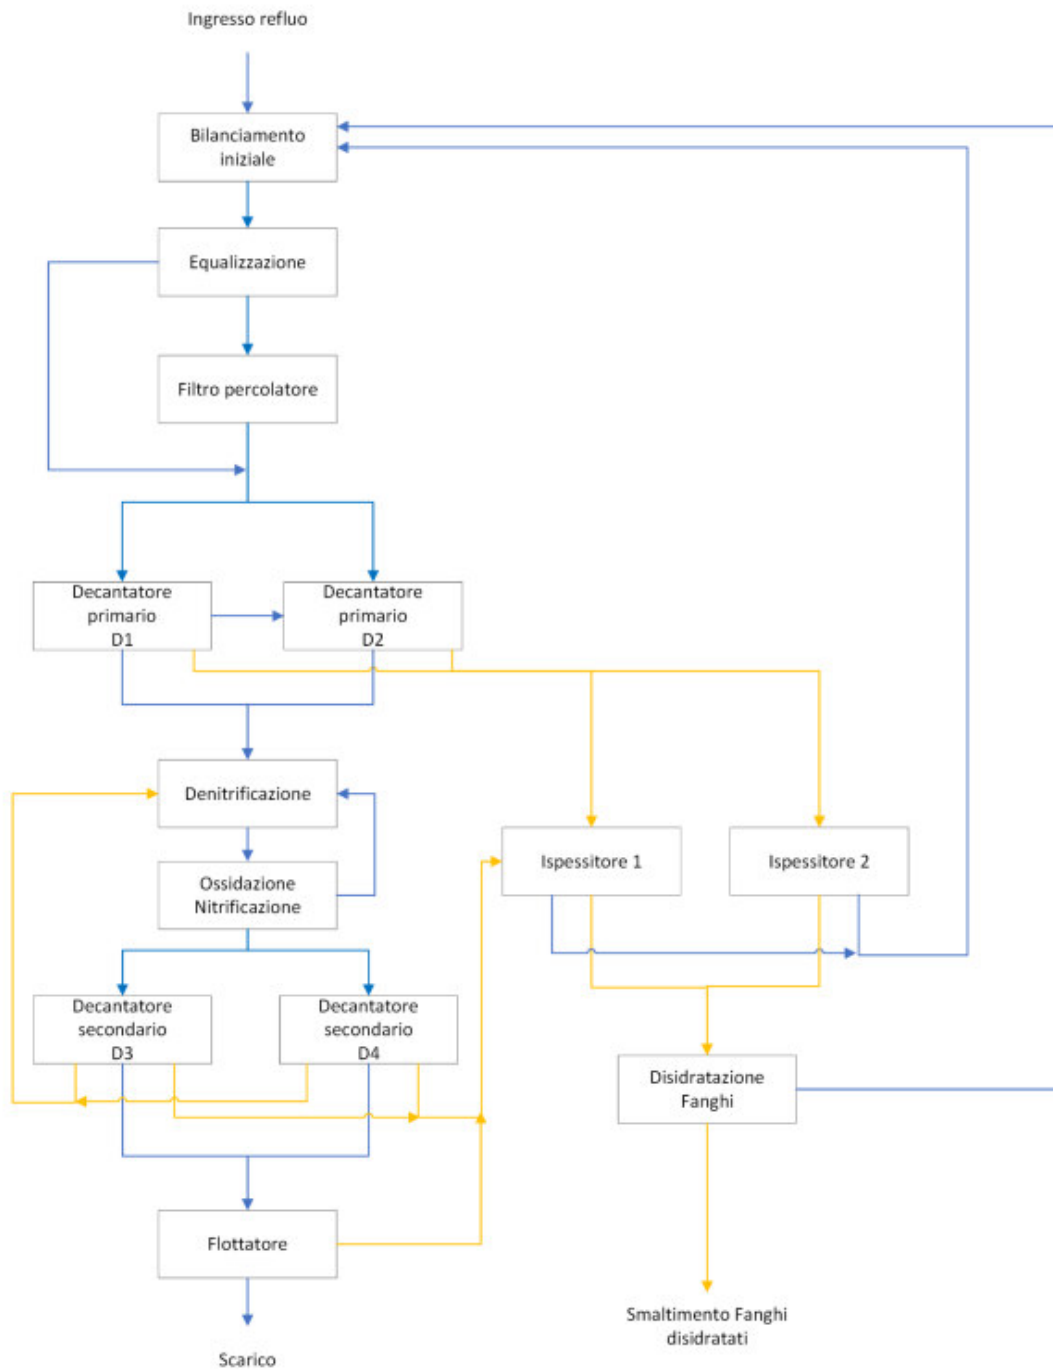 Ingresso refluo
Bilanciamento
iniziale
Equalizzazione
Filtro percolatore
Decantatore
primario
D1
Decantatore
primario
D2
Denitrificazione
Ossidazione
Nitrificazione
Ispessitore 1
Ispessitore 2
Decantatore
secondario
D3
Decantatore
secondario
D4
Disidratazione
Fanghi
Flottatore
Smaltimento Fanghi
disidratati
Scarico